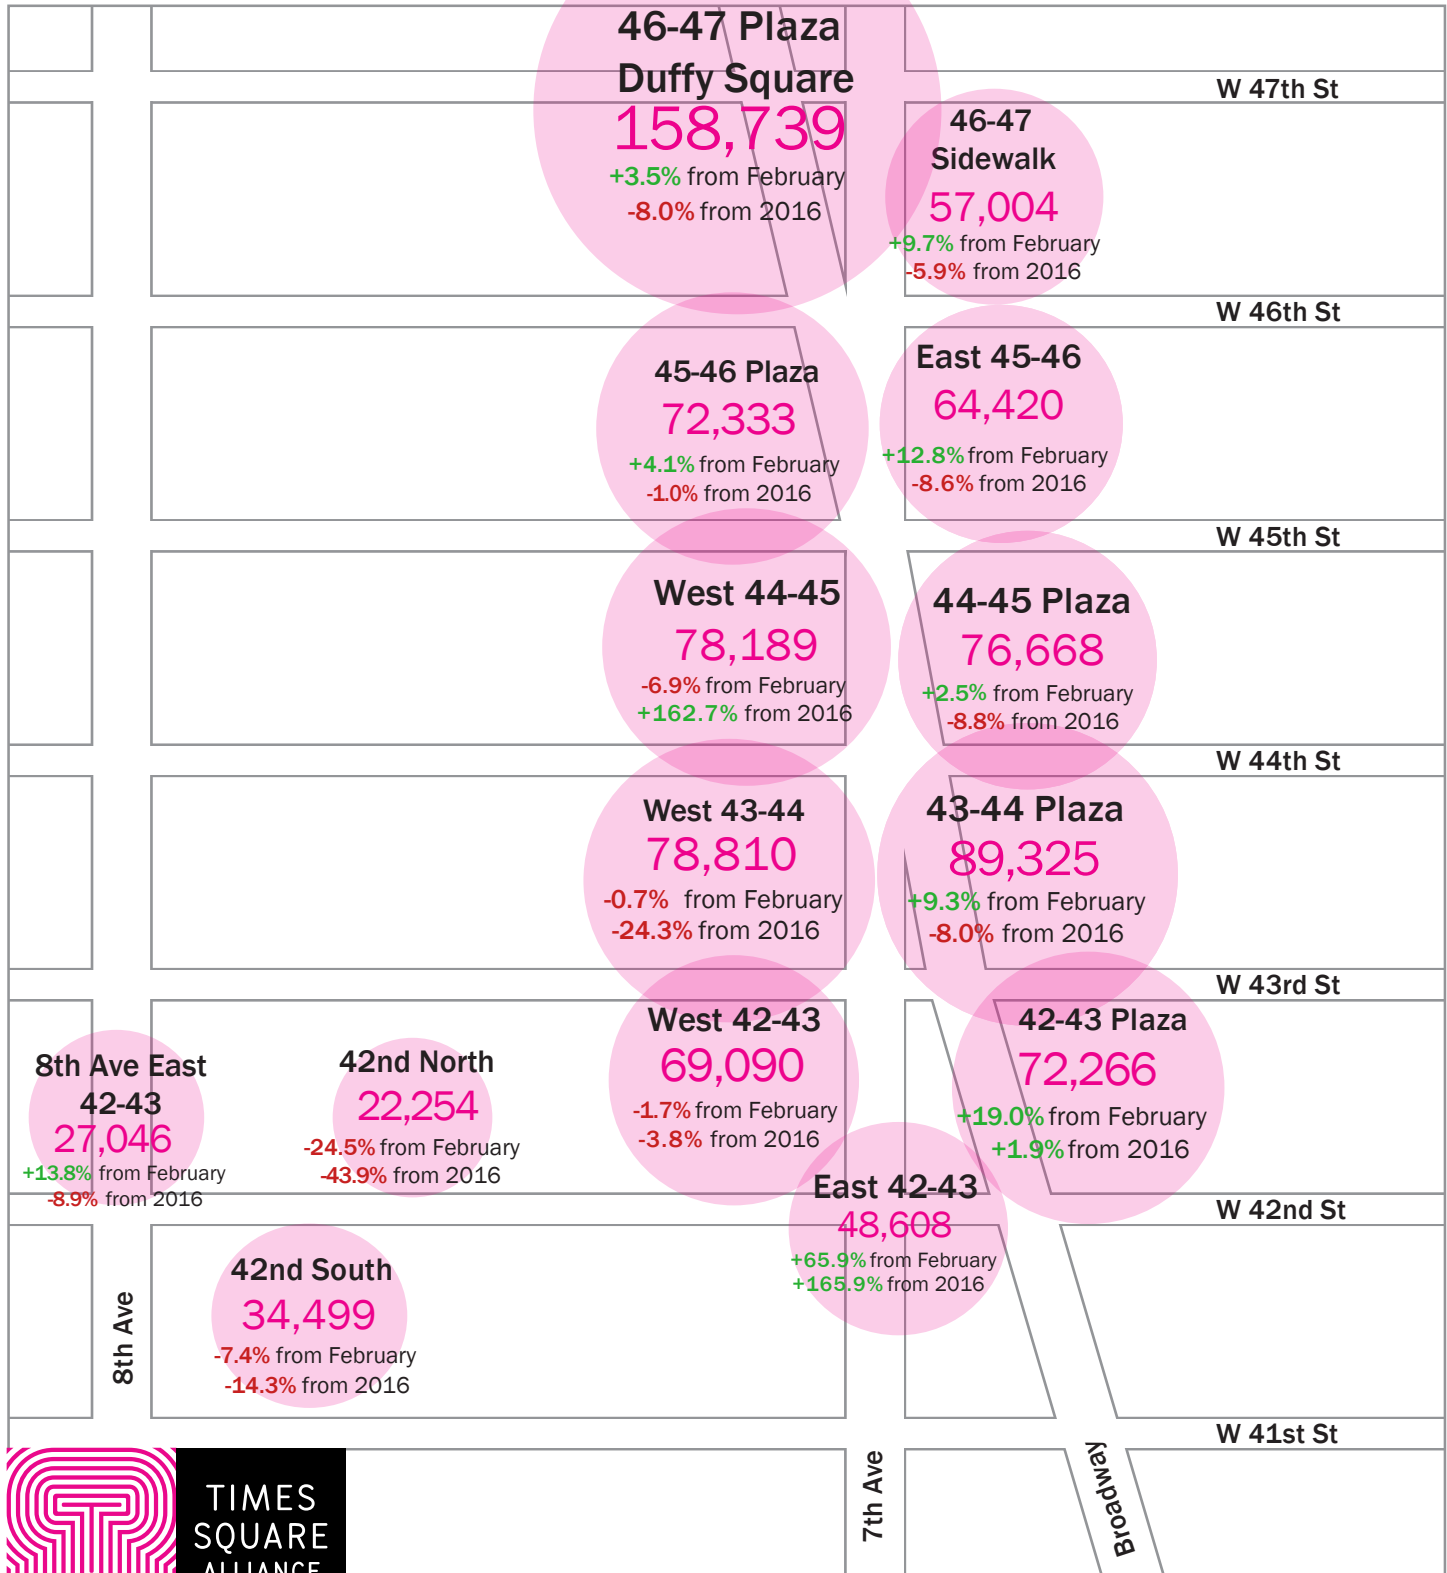 46-47 Plaza
Duffy Square
158,739
+3.5% from February
-8.0% from 2016
W 47th St
46-47
Sidewalk
57,004
+9.7% from February
-5.9% from 2016
W 46th St
45-46 Plaza
72,333
+4.1% from February
-1.0% from 2016
East 45-46
64,420
+12.8% from February
-8.6% from 2016
W 45th St
West 44-45
78,189
-6.9% from February
+162.7% from 2016
44-45 Plaza
76,668
+2.5% from February
-8.8% from 2016
W 44th St
West 43-44
78,810
-0.7% from February
-24.3% from 2016
43-44 Plaza
89,325
+9.3% from February
-8.0% from 2016
W 43rd St
8th Ave East
42-43
27,046
+13.8% from February
-8.9% from 2016
42nd North
22,254
-24.5% from February
-43.9% from 2016
West 42-43
69,090
-1.7% from February
-3.8% from 2016
42-43 Plaza
72,266
+19.0% from February
+1.9% from 2016
East 42-43
48,608
+65.9% from February
+165.9% from 2016
W 42nd St
42nd South
34,499
-7.4% from February
-14.3% from 2016
8th Ave
W 41st St
7th Ave
Broadway
TIMES
SQUARE
ALLIANCE